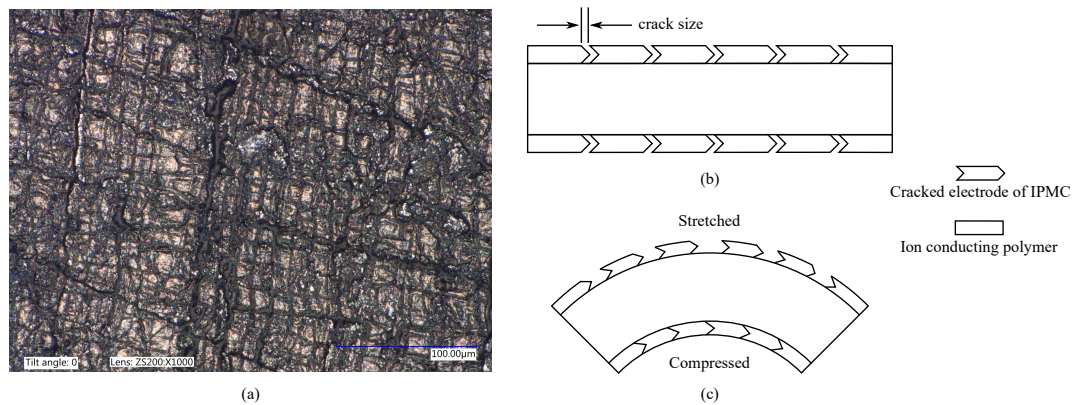 Tilt angle: 0
Lens: ZS200:X1000
100.00µm
(a)
crack size
(b)
Stretched
Compressed
(c)
Cracked electrode of IPMC
Ion conducting polymer